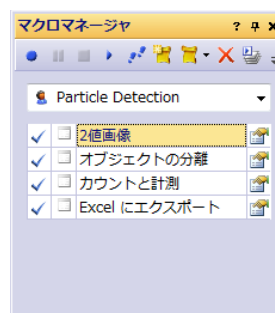 マクロマネージャ
Particle Detection
2値画像
オブジェクトの分離
カウントと計測
Excel にエクスポート